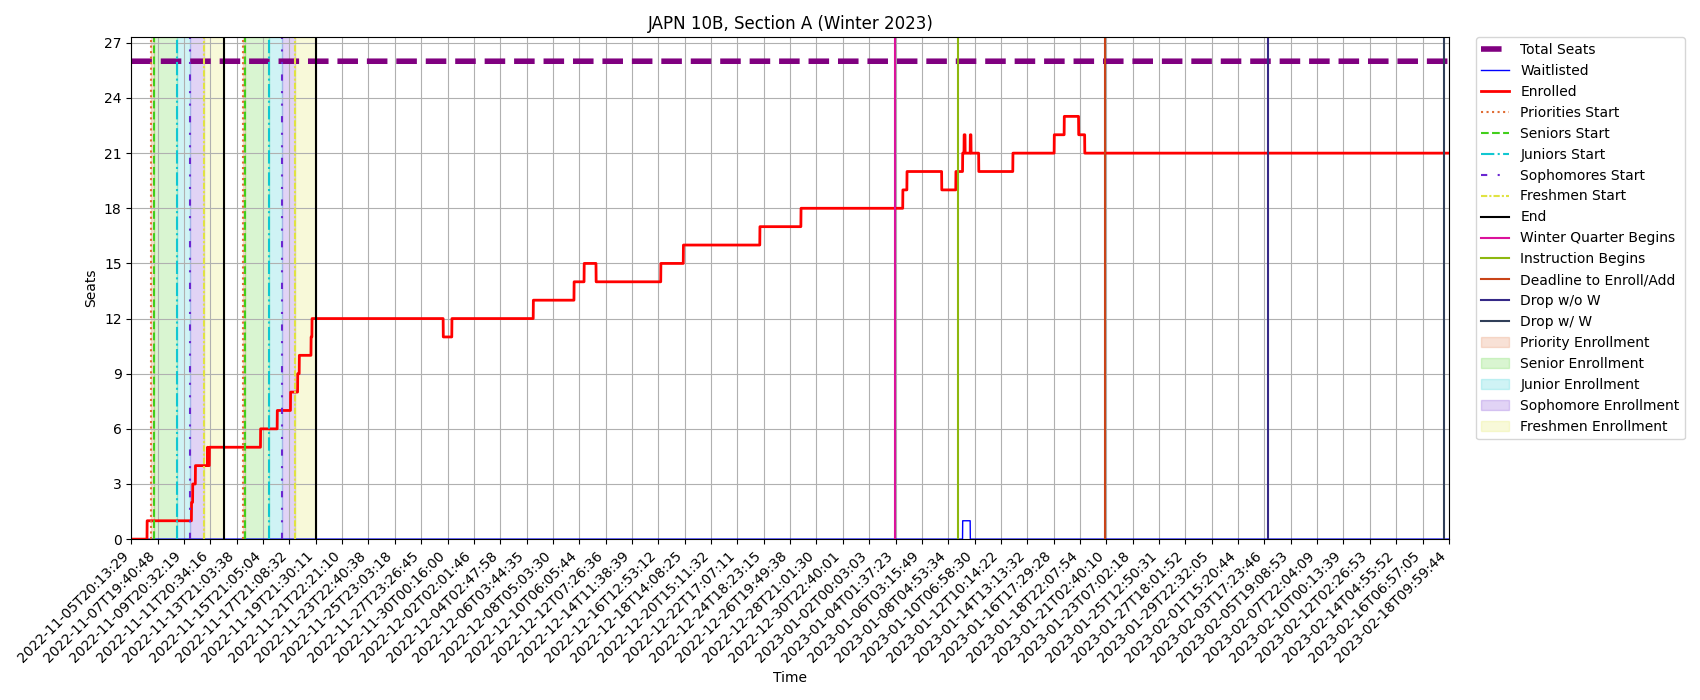 JAPN 10B, Section A (Winter 2023)
27
24
21
18
15
12
9
6
3
0
Seats
2022-11-05T20:13:29
2022-11-07T19:40:48
2022-11-09T20:32:19
2022-11-11T20:34:16
2022-11-13T21:03:38
2022-11-15T21:05:04
2022-11-17T21:08:32
2022-11-19T21:30:11
2022-11-21T22:21:10
2022-11-23T22:40:38
2022-11-25T23:03:18
2022-11-27T23:26:45
2022-11-30T00:16:00
2022-12-02T02:01:46
2022-12-04T02:47:58
2022-12-06T03:44:35
2022-12-08T05:03:30
2022-12-10T06:05:44
2022-12-12T07:26:36
2022-12-14T11:38:39
2022-12-16T12:53:12
2022-12-18T14:08:25
2022-12-20T15:11:32
2022-12-22T17:07:11
2022-12-24T18:23:15
2022-12-26T19:49:38
2022-12-28T21:01:30
2022-12-30T22:40:01
2023-01-02T00:03:03
2023-01-04T01:37:23
2023-01-06T03:15:49
2023-01-08T04:53:34
2023-01-10T06:58:30
2023-01-12T10:14:22
2023-01-14T13:13:32
2023-01-16T17:29:28
2023-01-18T22:07:54
2023-01-21T02:40:10
2023-01-23T07:02:18
2023-01-25T12:50:31
2023-01-27T18:01:52
2023-01-29T22:32:05
2023-02-01T15:20:44
2023-02-03T17:23:46
2023-02-05T19:08:53
2023-02-07T22:04:09
2023-02-10T00:13:39
2023-02-12T02:26:53
2023-02-14T04:55:52
2023-02-16T06:57:05
2023-02-18T09:59:44
Time
Total Seats
Waitlisted
Enrolled
Priorities Start
Seniors Start
Juniors Start
Sophomores Start
Freshmen Start
End
Winter Quarter Begins
Instruction Begins
Deadline to Enroll/Add
Drop w/o W
Drop w/ W
Priority Enrollment
Senior Enrollment
Junior Enrollment
Sophomore Enrollment
Freshmen Enrollment